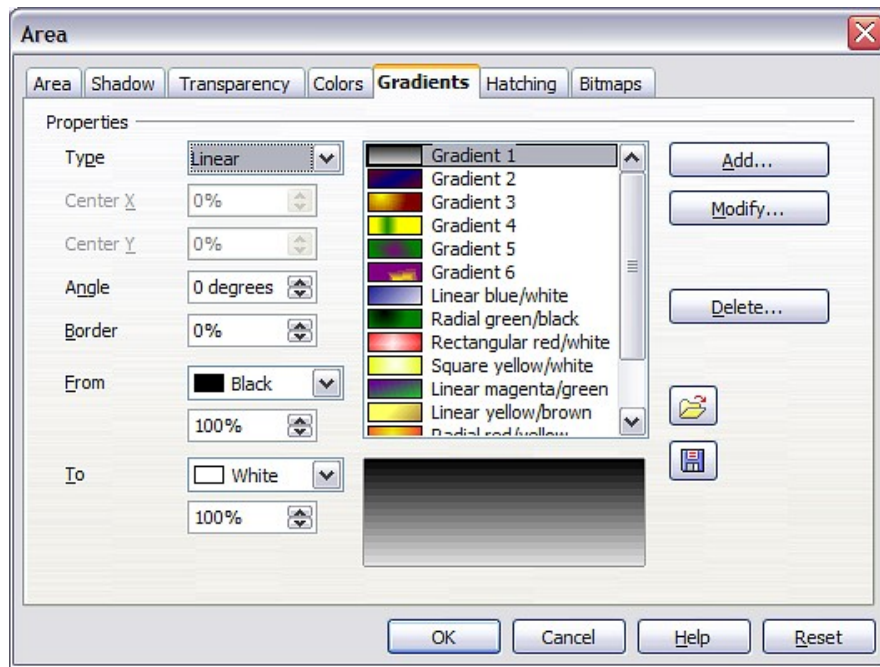 Area
Area Shadow Transparency Colors Gradients Hatching Bitmaps
Properties
Type Linear
Center X 0%
Center Y 0%
Angle 0 degrees
Border 0%
From Black
100%
To White
100%
Gradient 1
Gradient 2
Gradient 3
Gradient 4
Gradient 5
Gradient 6
Linear blue/white
Radial green/black
Rectangular red/white
Square yellow/white
Linear magenta/green
Linear yellow/brown
Radial red/yellow
Add...
Modify...
Delete...
OK Cancel Help Reset